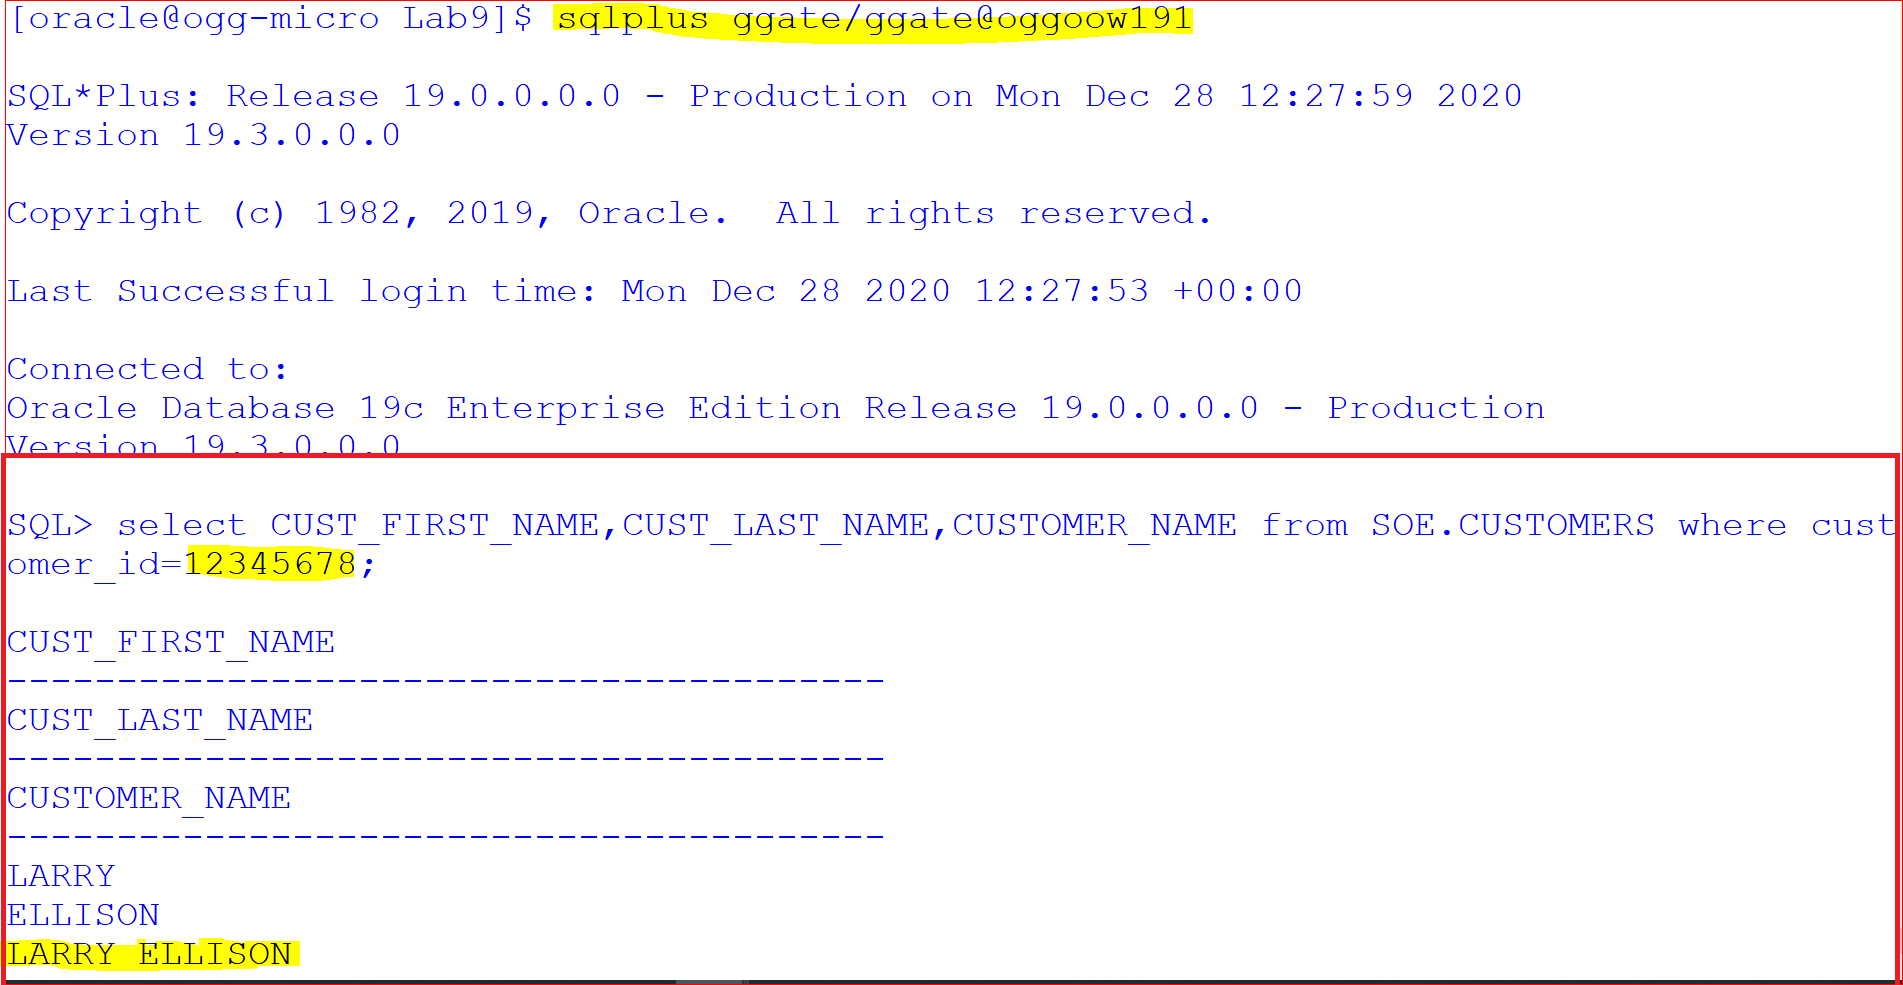 [oracle@ogg-micro Lab9]$ sqlplus ggate/ggate@oggoow191
SQL*Plus: Release 19.0.0.0.0 - Production on Mon Dec 28 12:27:59 2020
Version 19.3.0.0.0
Copyright (c) 1982, 2019, Oracle.  All rights reserved.
Last Successful login time: Mon Dec 28 2020 12:27:53 +00:00
Connected to:
Oracle Database 19c Enterprise Edition Release 19.0.0.0.0 - Production
Version 19.3.0.0.0
SQL> select CUST_FIRST_NAME,CUST_LAST_NAME,CUSTOMER_NAME from SOE.CUSTOMERS where cust
omer_id=12345678;
CUST_FIRST_NAME
----------------------------------------
CUST_LAST_NAME
----------------------------------------
CUSTOMER_NAME
----------------------------------------
LARRY
ELLISON
LARRY ELLISON